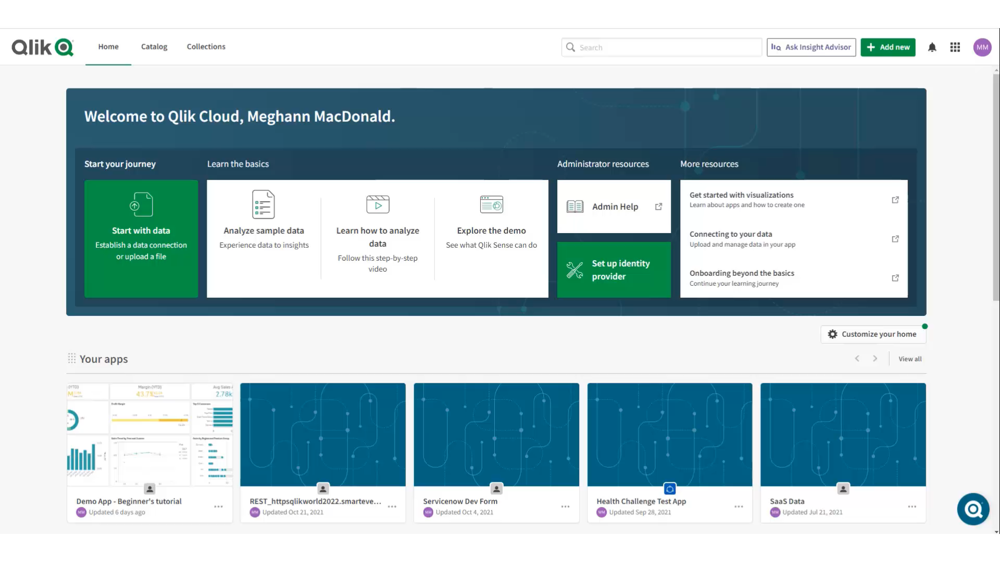 Qlik
Home
Catalog
Collections
Search
Ask Insight Advisor
Add new
MM
Welcome to Qlik Cloud, Meghann MacDonald.
Start your journey
Learn the basics
Administrator resources
More resources
Start with data
Establish a data connection
or upload a file
Analyze sample data
Experience data to insights
Learn how to analyze
data
Follow this step-by-step
video
Explore the demo
See what Qlik Sense can do
Admin Help
Set up identity
provider
Get started with visualizations
Learn about apps and how to create one
Connecting to your data
Upload and manage data in your app
Onboarding beyond the basics
Continue your learning journey
Customize your home
Your apps
View all
(YTD)
Margin (YTD)
43.7%
Avg Sales
2.78k
Profit Margin
Demo App - Beginner's tutorial
MM Updated 6 days ago
REST_httpsqlikworld2022.smarteve...
MM Updated Oct 21, 2021
Servicenow Dev Form
MM Updated Oct 4, 2021
Health Challenge Test App
MM Updated Sep 28, 2021
SaaS Data
MM Updated Jul 21, 2021